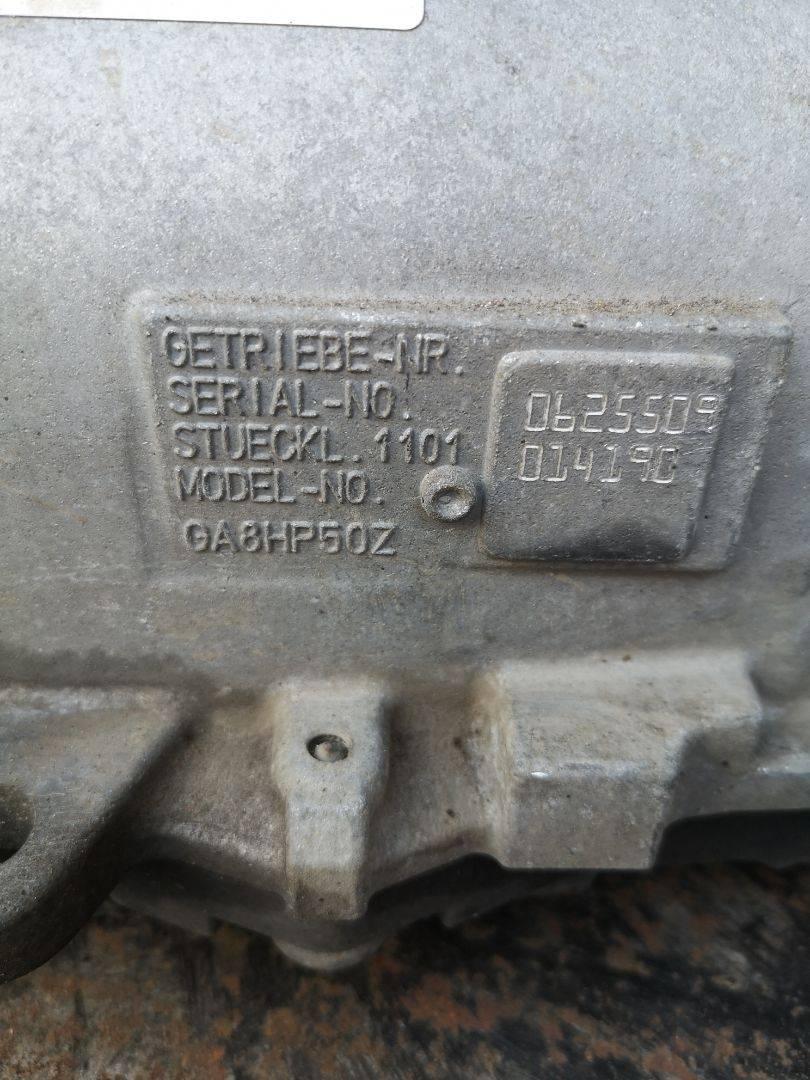 GETRIEBE-NR.
SERIAL-NO.
STUECKL. 1101
MODEL-NO.
GA8HP50Z
0625509
014190